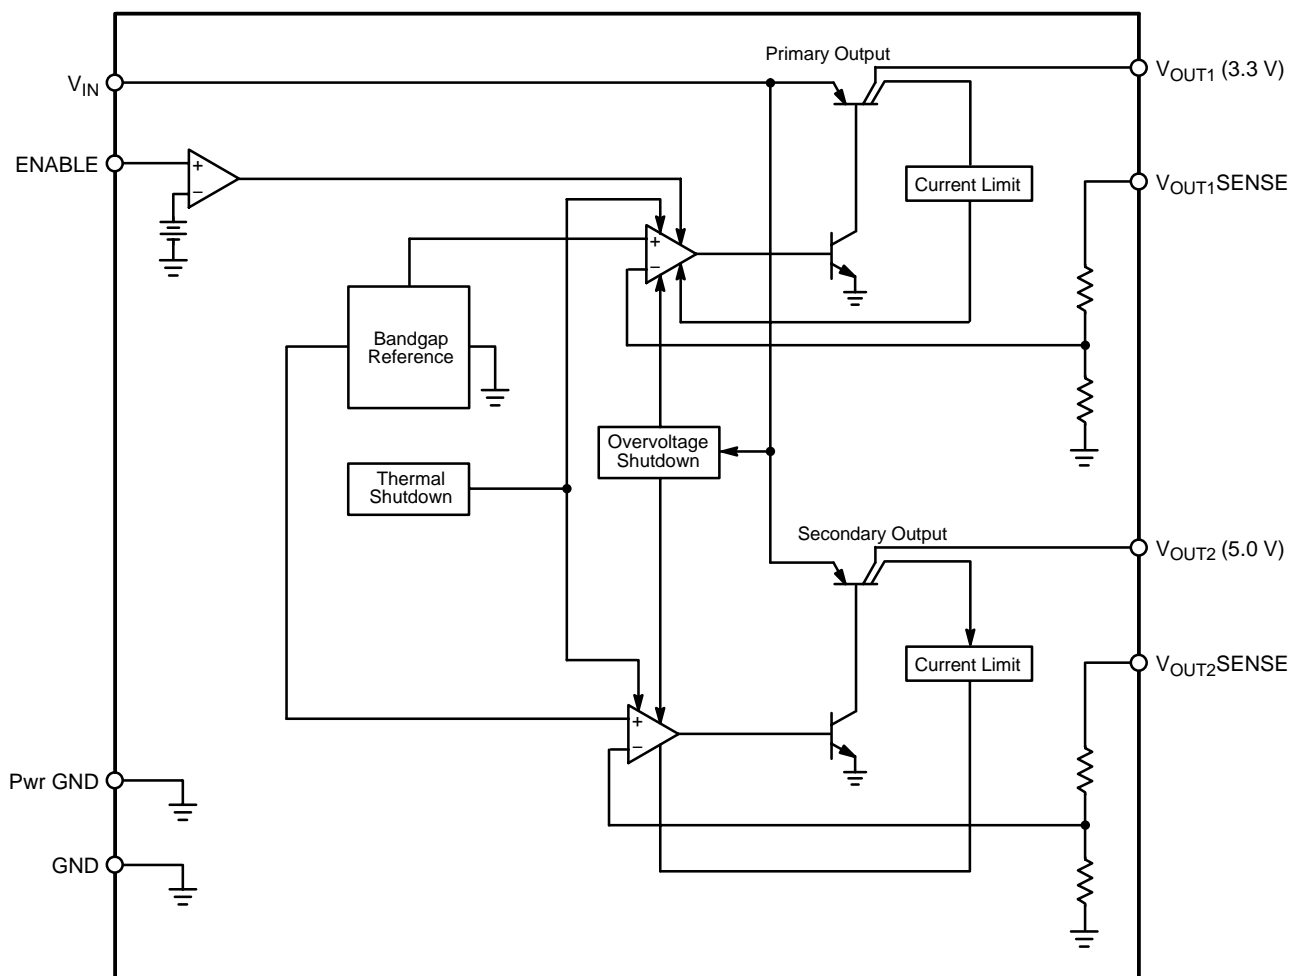 Primary Output
VIN
VOUT1 (3.3 V)
ENABLE
+
−
Current Limit
VOUT1SENSE
+
−
Bandgap
Reference
Overvoltage
Shutdown
Thermal
Shutdown
Secondary Output
VOUT2 (5.0 V)
Current Limit
VOUT2SENSE
+
−
Pwr GND
GND